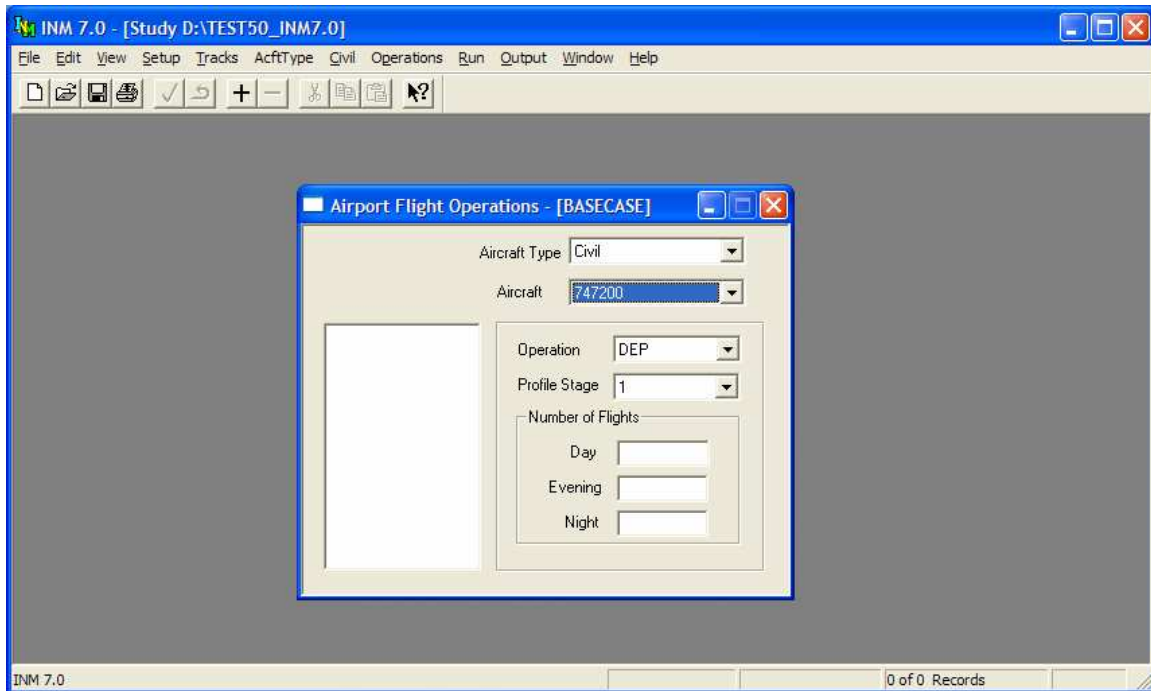 INM 7.0 - [Study D:\TEST50_INM7.0]
File Edit View Setup Tracks AcftType Civil Operations Run Output Window Help
Airport Flight Operations - [BASECASE]
Aircraft Type Civil
Aircraft 747200
Operation DEP
Profile Stage 1
Number of Flights
Day
Evening
Night
INM 7.0 0 of 0 Records